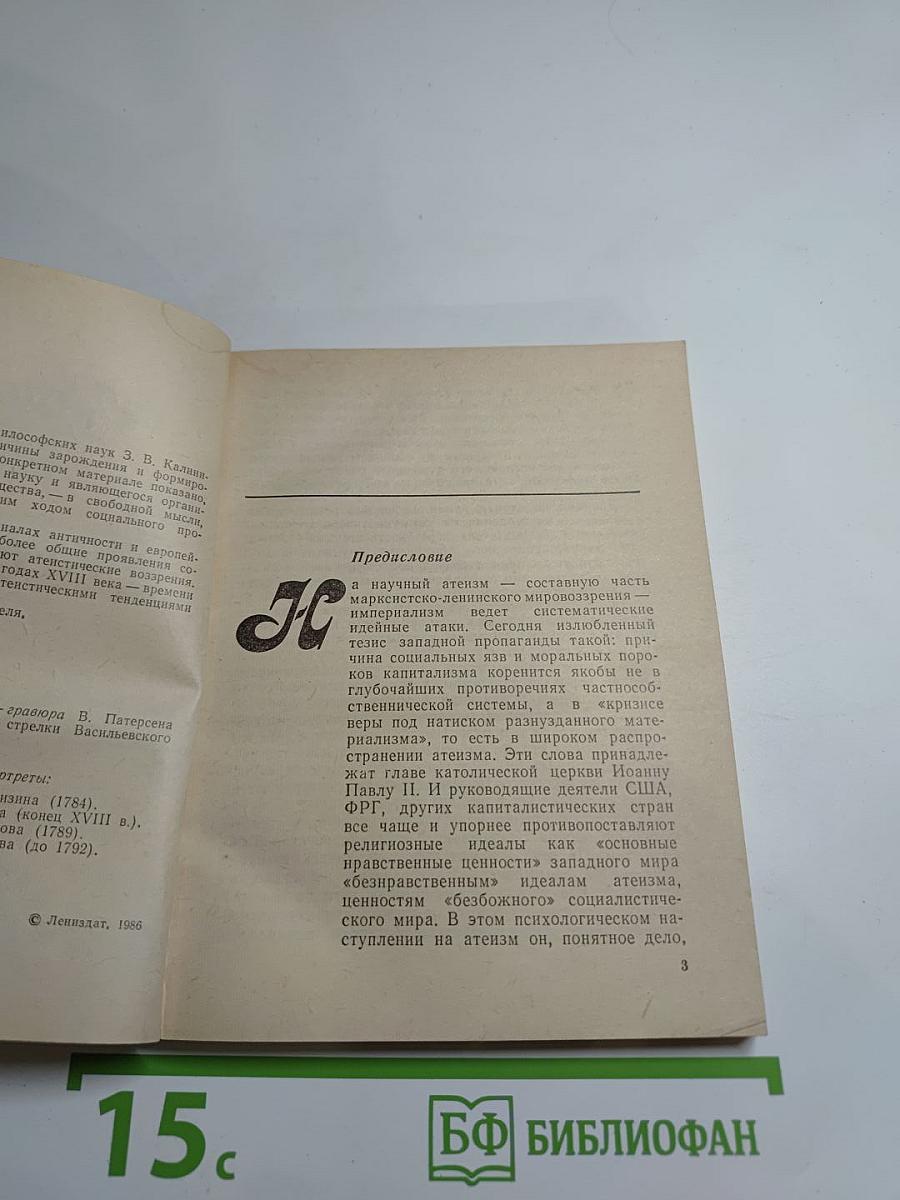 илософских наук З. В. Калини-
ичины зарождения и формиро-
онкретном материале показано,
науку и являющегося органи-
щества, — в свободной мысли,
им ходом социального про-
иалах античности и европей-
более общие проявления со-
ют атеистические воззрения.
годах XVIII века — времени
теистическими тенденциями
еля.
гравюра В. Патерсена
стрелки Васильевского
ртреты:
изина (1784).
а (конец XVIII в.).
ова (1789).
ва (до 1792).
© Лениздат, 1986
Предисловие
На научный атеизм — составную часть
марксистско-ленинского мировоззрения —
империализм ведет систематические
идейные атаки. Сегодня излюбленный
тезис западной пропаганды такой: при-
чина социальных язв и моральных поро-
ков капитализма коренится якобы не в
глубочайших противоречиях частнособ-
ственнической системы, а в «кризисе
веры под натиском разнузданного мате-
риализма», то есть в широком распро-
странении атеизма. Эти слова принадле-
жат главе католической церкви Иоанну
Павлу II. И руководящие деятели США,
ФРГ, других капиталистических стран
все чаще и упорнее противопоставляют
религиозные идеалы как «основные
нравственные ценности» западного мира
«безнравственным» идеалам атеизма,
ценностям «безбожного» социалистиче-
ского мира. В этом психологическом на-
ступлении на атеизм он, понятное дело,
3
15 с
БФ БИБЛИОФАН